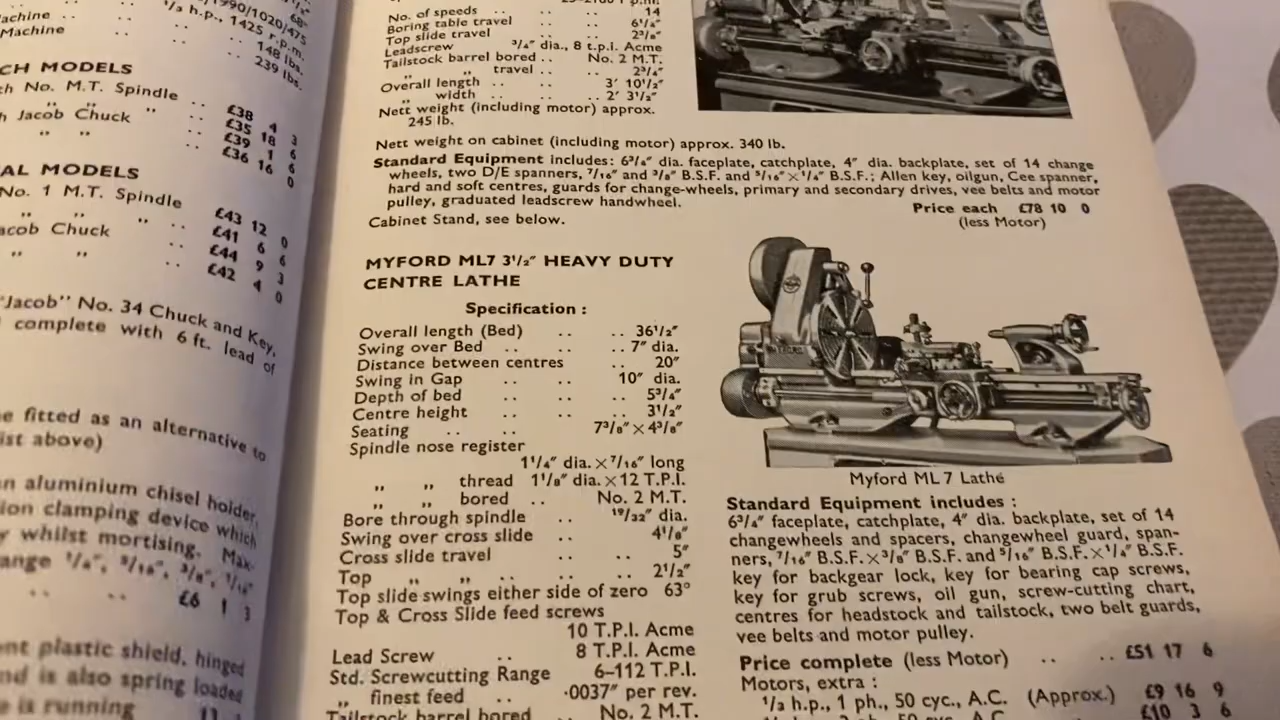 1990/1020/475
68"
achine .. .. 1/3 h.p., 1425 r.p.m.
Machine .. .. 148 lbs.
239 lbs.
CH MODELS
th No. M.T. Spindle .. £38 4 3
„ „ „ .. £35 18 6
h Jacob Chuck .. £39 1 6
„ „ .. £36 16 0
AL MODELS
No. 1 M.T. Spindle .. £43 12 0
„ „ „ .. £41 6 6
acob Chuck .. £44 9 3
„ „ .. £42 4 0
"Jacob" No. 34 Chuck and Key,
complete with 6 ft. lead of
e fitted as an alternative to
ist above)
an aluminium chisel holder,
ion clamping device which
y whilst mortising. Max-
ange 1/4", 5/16", 3/8", 7/16"
.. .. £6 1 3
ent plastic shield, hinged
nd is also spring loaded
e is running
No. of speeds .. .. 14
Boring table travel .. .. 6 1/4"
Top slide travel .. .. 2 3/8"
Leadscrew 3/4" dia., 8 t.p.i. Acme
Tailstock barrel bored .. No. 2 M.T.
„ „ travel .. .. 2 3/4"
Overall length .. .. 3' 10 1/2"
„ width .. .. 2' 3 1/2"
Nett weight (including motor) approx.
245 lb.
Nett weight on cabinet (including motor) approx. 340 lb.
Standard Equipment includes: 6 3/4" dia. faceplate, catchplate, 4" dia. backplate, set of 14 change
wheels, two D/E spanners, 7/16" and 3/8" B.S.F. and 5/16" × 1/4" B.S.F.; Allen key, oilgun, Cee spanner,
hard and soft centres, guards for change-wheels, primary and secondary drives, vee belts and motor
pulley, graduated leadscrew handwheel.
Price each £78 10 0
(less Motor)
Cabinet Stand, see below.
MYFORD ML7 3 1/2" HEAVY DUTY
CENTRE LATHE
Specification :
Overall length (Bed) .. .. 36 1/2"
Swing over Bed .. .. 7" dia.
Distance between centres .. 20"
Swing in Gap .. .. 10" dia.
Depth of bed .. .. .. 5 3/4"
Centre height .. .. .. 3 1/2"
Seating .. .. 7 3/8" × 4 3/8"
Spindle nose register
1 1/4" dia. × 7/16" long
„ „ thread 1 1/8" dia. × 12 T.P.I.
„ „ bored .. No. 2 M.T.
Bore through spindle .. 19/32" dia.
Swing over cross slide .. 4 1/8"
Cross slide travel .. .. 5"
Top „ „ .. .. .. 2 1/2"
Top slide swings either side of zero 63°
Top & Cross Slide feed screws
10 T.P.I. Acme
Lead Screw .. 8 T.P.I. Acme
Std. Screwcutting Range 6–112 T.P.I.
„ finest feed .. ·0037" per rev.
Tailstock barrel bored .. No. 2 M.T.
Myford ML 7 Lathe
Standard Equipment includes :
6 3/4" faceplate, catchplate, 4" dia. backplate, set of 14
changewheels and spacers, changewheel guard, span-
ners, 7/16" B.S.F. × 3/8" B.S.F. and 5/16" B.S.F. × 1/4" B.S.F.
key for backgear lock, key for bearing cap screws,
key for grub screws, oil gun, screw-cutting chart,
centres for headstock and tailstock, two belt guards,
vee belts and motor pulley.
Price complete (less Motor) .. .. £51 17 6
Motors, extra :
1/3 h.p., 1 ph., 50 cyc., A.C. (Approx.) £9 16 9
£10 3 6